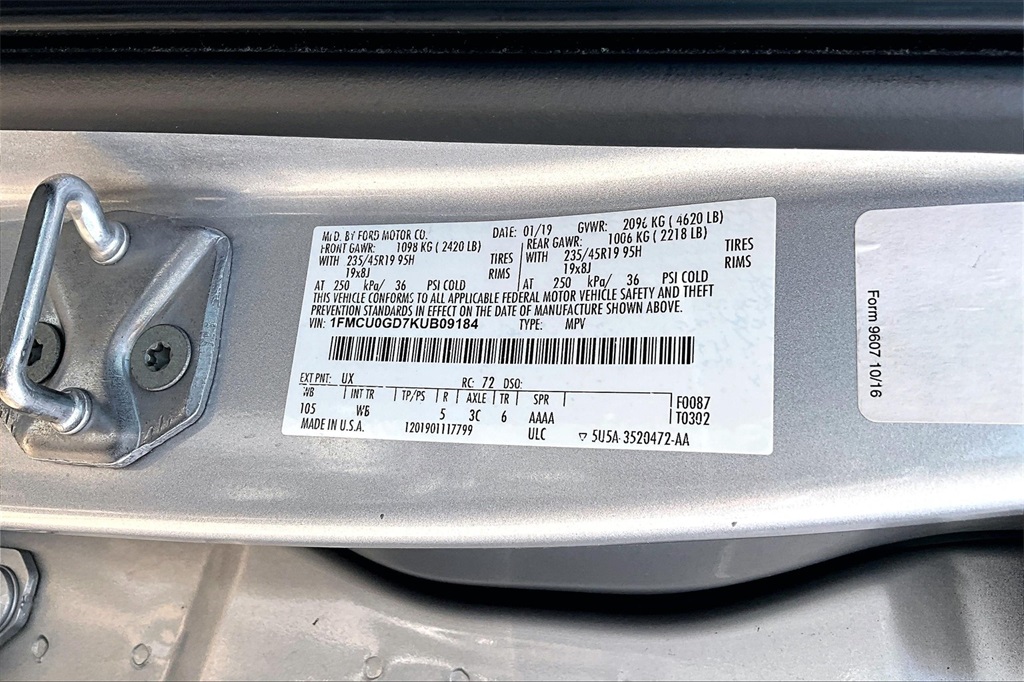 MFD. BY FORD MOTOR CO. DATE: 01/19 GVWR: 2096 KG ( 4620 LB)
FRONT GAWR: 1098 KG ( 2420 LB) REAR GAWR: 1006 KG ( 2218 LB)
WITH 235/45R19 95H TIRES WITH 235/45R19 95H TIRES
19x8J RIMS 19x8J RIMS
AT 250 kPa/ 36 PSI COLD AT 250 kPa/ 36 PSI COLD
THIS VEHICLE CONFORMS TO ALL APPLICABLE FEDERAL MOTOR VEHICLE SAFETY AND THEFT
PREVENTION STANDARDS IN EFFECT ON THE DATE OF MANUFACTURE SHOWN ABOVE.
VIN: 1FMCU0GD7KUB09184 TYPE: MPV
EXT PNT: UX RC: 72 DSO:
WB INT TR TP/PS R AXLE TR SPR F0087
105 WB 5 3C 6 AAAA T0302
MADE IN U.S.A. 1201901117799 ULC ▽ 5U5A-3520472-AA
Form 9607 10/16